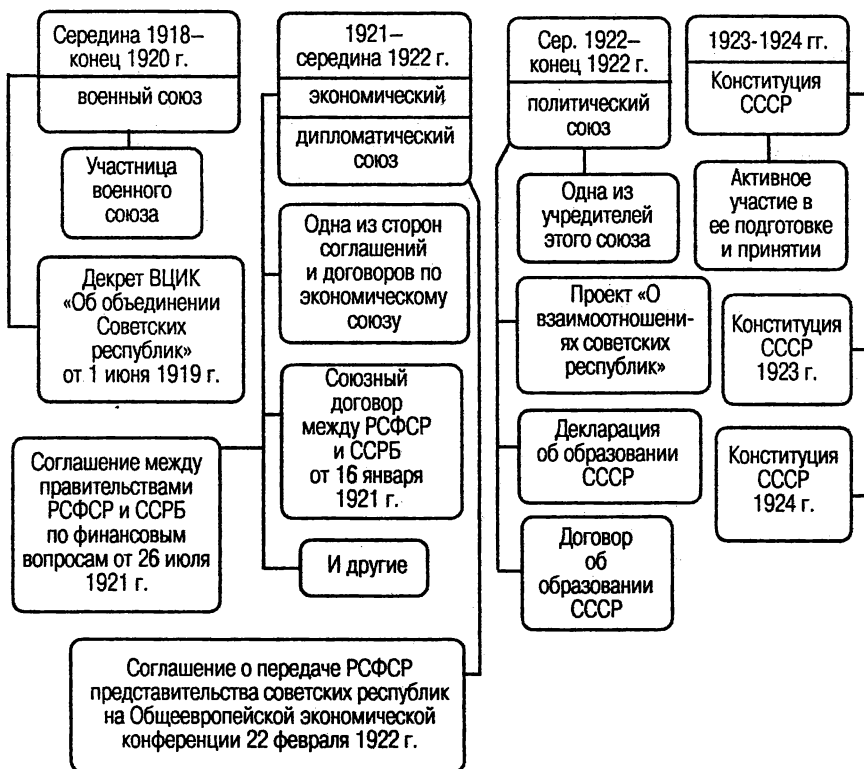 Середина 1918–
конец 1920 г.
военный союз
Участница
военного
союза
Декрет ВЦИК
«Об объединении
Советских
республик»
от 1 июня 1919 г.
1921–
середина 1922 г.
экономический
дипломатический
союз
Одна из сторон
соглашений
и договоров по
экономическому
союзу
Союзный
договор
между РСФСР
и ССРБ
от 16 января
1921 г.
Соглашение между
правительствами
РСФСР и ССРБ
по финансовым
вопросам от 26 июля
1921 г.
И другие
Соглашение о передаче РСФСР
представительства советских республик
на Общеевропейской экономической
конференции 22 февраля 1922 г.
Сер. 1922–
конец 1922 г.
политический
союз
Одна из
учредителей
этого союза
Проект «О
взаимоотношени-
ях советских
республик»
Декларация
об образовании
СССР
Договор
об
образовании
СССР
1923-1924 гг.
Конституция
СССР
Активное
участие в
ее подготовке
и принятии
Конституция
СССР
1923 г.
Конституция
СССР
1924 г.